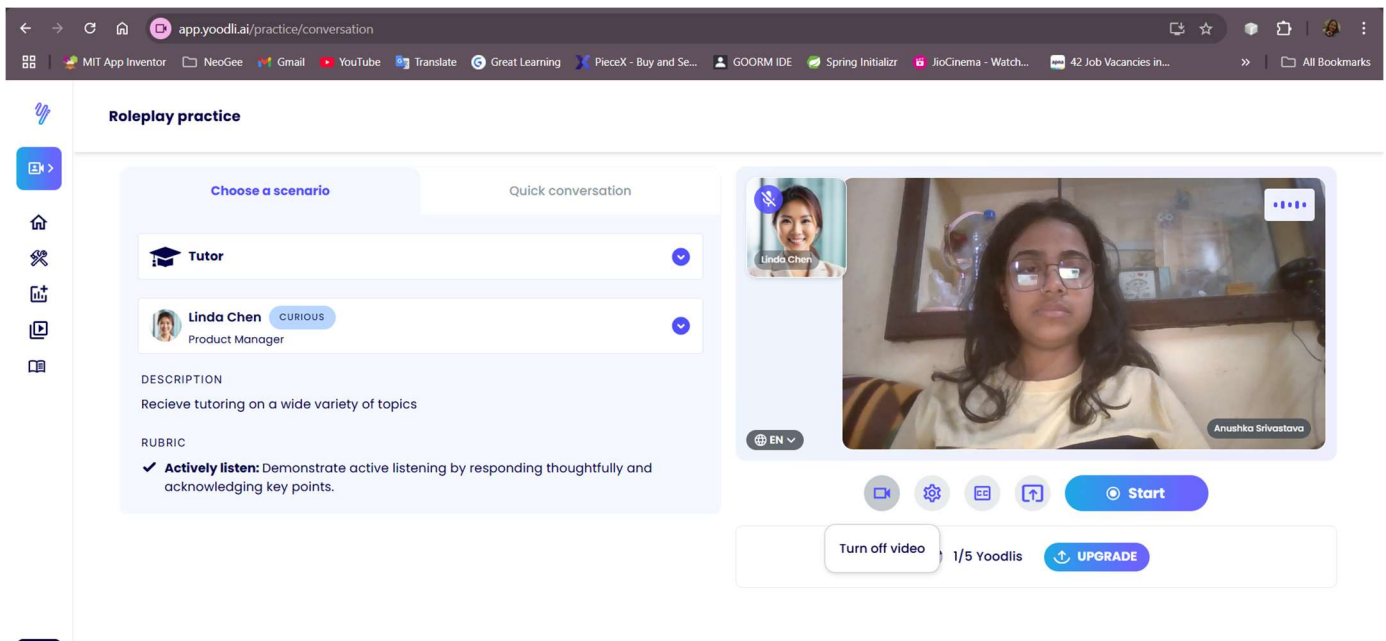 app.yoodli.ai/practice/conversation
MIT App Inventor
NeoGee
Gmail
YouTube
Translate
Great Learning
PieceX - Buy and Se...
GOORM IDE
Spring Initializr
JioCinema - Watch...
42 Job Vacancies in...
»
All Bookmarks
Roleplay practice
Choose a scenario
Quick conversation
Tutor
Linda Chen CURIOUS
Product Manager
DESCRIPTION
Recieve tutoring on a wide variety of topics
RUBRIC
Actively listen: Demonstrate active listening by responding thoughtfully and
acknowledging key points.
Linda Chen
EN
Anushka Srivastava
CC
Start
Turn off video
1/5 Yoodlis
UPGRADE